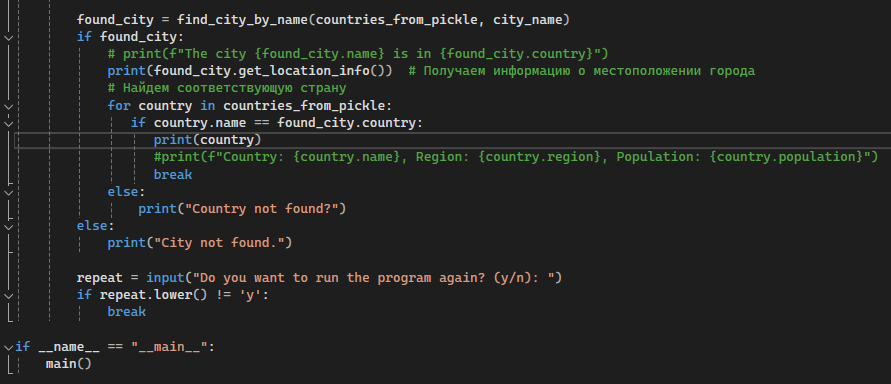 found_city = find_city_by_name(countries_from_pickle, city_name)
if found_city:
# print(f"The city {found_city.name} is in {found_city.country}")
print(found_city.get_location_info())  # Получаем информацию о местоположении города
# Найдем соответствующую страну
for country in countries_from_pickle:
if country.name == found_city.country:
print(country)
#print(f"Country: {country.name}, Region: {country.region}, Population: {country.population}")
break
else:
print("Country not found?")
else:
print("City not found.")
repeat = input("Do you want to run the program again? (y/n): ")
if repeat.lower() != 'y':
break
if __name__ == "__main__":
main()